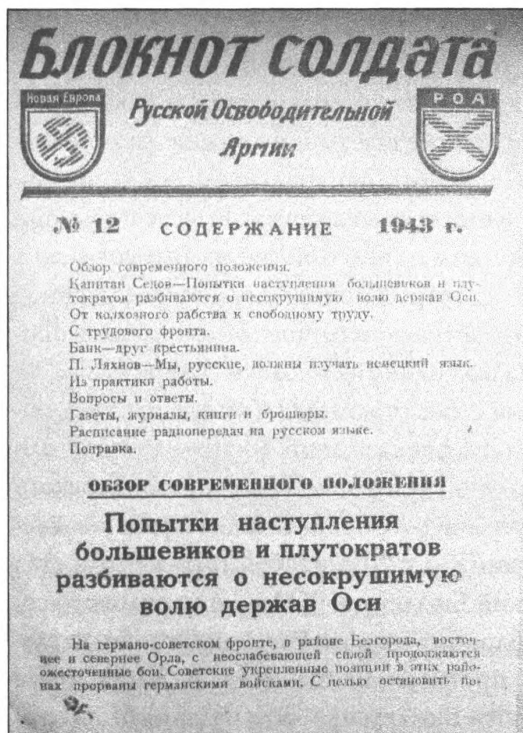 Блокнот солдата
Новая Европа
Русской Освободительной
Армии
РОА
№ 12 СОДЕРЖАНИЕ 1943 г.
Обзор современного положения.
Капитан Седов—Попытки наступления большевиков и плу-
тократов разбиваются о несокрушимую волю держав Оси.
От колхозного рабства к свободному труду.
С трудового фронта.
Банк—друг крестьянина.
П. Ляхнов—Мы, русские, должны изучать немецкий язык.
Из практики работы.
Вопросы и ответы.
Газеты, журналы, книги и брошюры.
Расписание радиопередач на русском языке.
Поправка.
ОБЗОР СОВРЕМЕННОГО ПОЛОЖЕНИЯ
Попытки наступления
большевиков и плутократов
разбиваются о несокрушимую
волю держав Оси
На германо-советском фронте, в районе Белгорода, восточ-
нее и севернее Орла, с неослабевающей силой продолжаются
ожесточенные бои. Советские укрепленные позиции в этих райо-
нах прорваны германскими войсками. С целью остановить по-